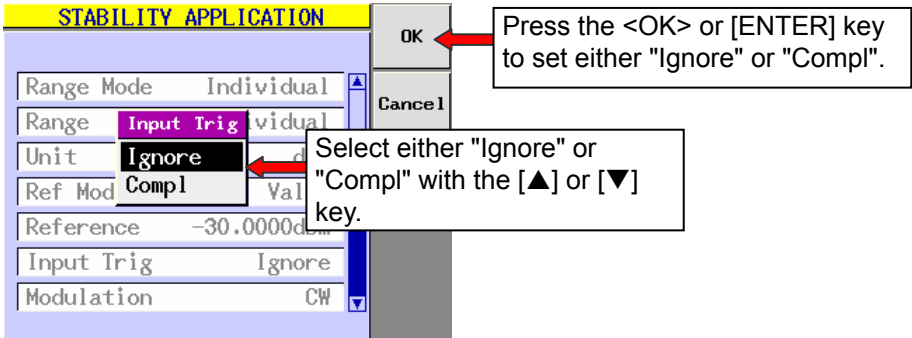 STABILITY APPLICATION
OK
Press the <OK> or [ENTER] key
to set either "Ignore" or "Compl".
Range Mode Individual
Cancel
Range vidual
Input Trig
Unit
Ignore
Compl
Select either "Ignore" or
"Compl" with the [▲] or [▼]
key.
Ref Mod Val
Reference -30.0000dBm
Input Trig Ignore
Modulation CW